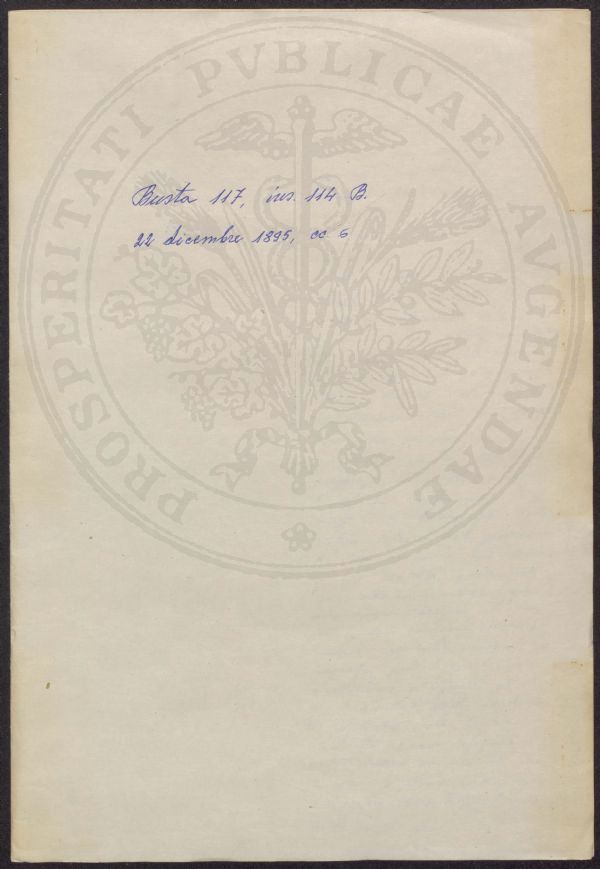 Busta 117, ins. 114 B.
22 dicembre 1895, cc 6
PROSPERITATI PVBLICAE AVGENDAE